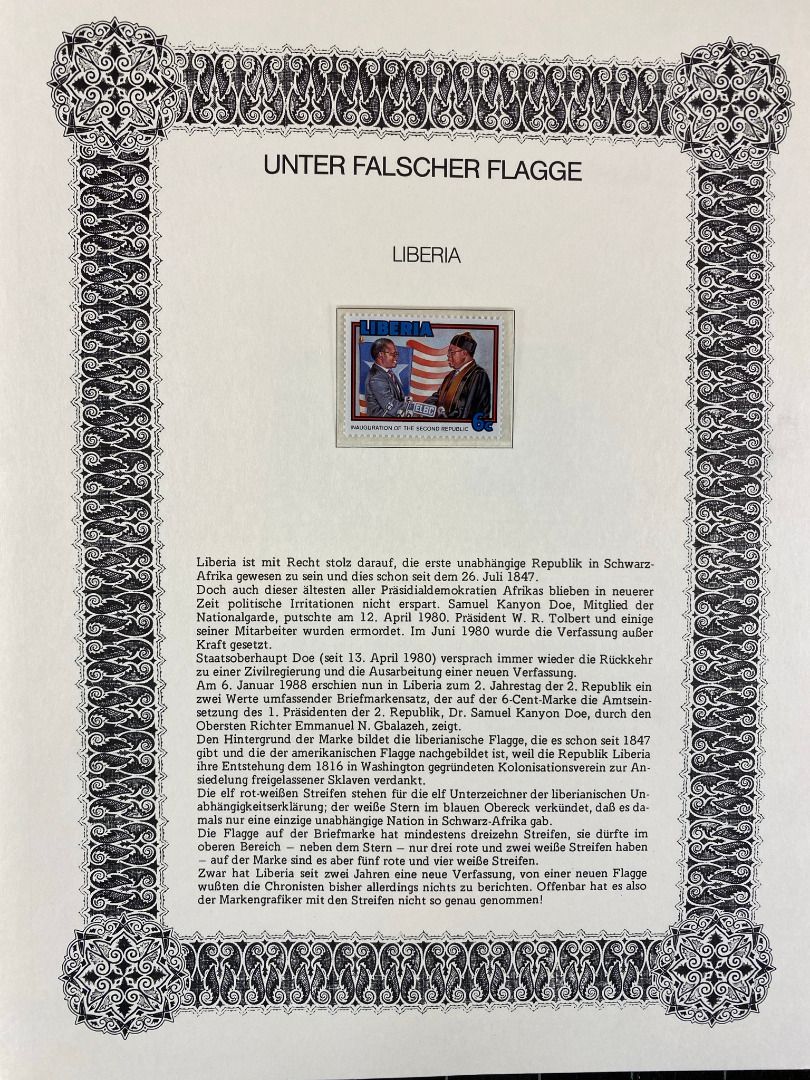 UNTER FALSCHER FLAGGE
LIBERIA
LIBERIA
ELBC
INAUGURATION OF THE SECOND REPUBLIC
6c
Liberia ist mit Recht stolz darauf, die erste unabhängige Republik in Schwarz-
Afrika gewesen zu sein und dies schon seit dem 26. Juli 1847.
Doch auch dieser ältesten aller Präsidialdemokratien Afrikas blieben in neuerer
Zeit politische Irritationen nicht erspart. Samuel Kanyon Doe, Mitglied der
Nationalgarde, putschte am 12. April 1980. Präsident W. R. Tolbert und einige
seiner Mitarbeiter wurden ermordet. Im Juni 1980 wurde die Verfassung außer
Kraft gesetzt.
Staatsoberhaupt Doe (seit 13. April 1980) versprach immer wieder die Rückkehr
zu einer Zivilregierung und die Ausarbeitung einer neuen Verfassung.
Am 6. Januar 1988 erschien nun in Liberia zum 2. Jahrestag der 2. Republik ein
zwei Werte umfassender Briefmarkensatz, der auf der 6-Cent-Marke die Amtsein-
setzung des 1. Präsidenten der 2. Republik, Dr. Samuel Kanyon Doe, durch den
Obersten Richter Emmanuel N. Gbalazeh, zeigt.
Den Hintergrund der Marke bildet die liberianische Flagge, die es schon seit 1847
gibt und die der amerikanischen Flagge nachgebildet ist, weil die Republik Liberia
ihre Entstehung dem 1816 in Washington gegründeten Kolonisationsverein zur An-
siedelung freigelassener Sklaven verdankt.
Die elf rot-weißen Streifen stehen für die elf Unterzeichner der liberianischen Un-
abhängigkeitserklärung; der weiße Stern im blauen Obereck verkündet, daß es da-
mals nur eine einzige unabhängige Nation in Schwarz-Afrika gab.
Die Flagge auf der Briefmarke hat mindestens dreizehn Streifen, sie dürfte im
oberen Bereich – neben dem Stern – nur drei rote und zwei weiße Streifen haben
– auf der Marke sind es aber fünf rote und vier weiße Streifen.
Zwar hat Liberia seit zwei Jahren eine neue Verfassung, von einer neuen Flagge
wußten die Chronisten bisher allerdings nichts zu berichten. Offenbar hat es also
der Markengrafiker mit den Streifen nicht so genau genommen!